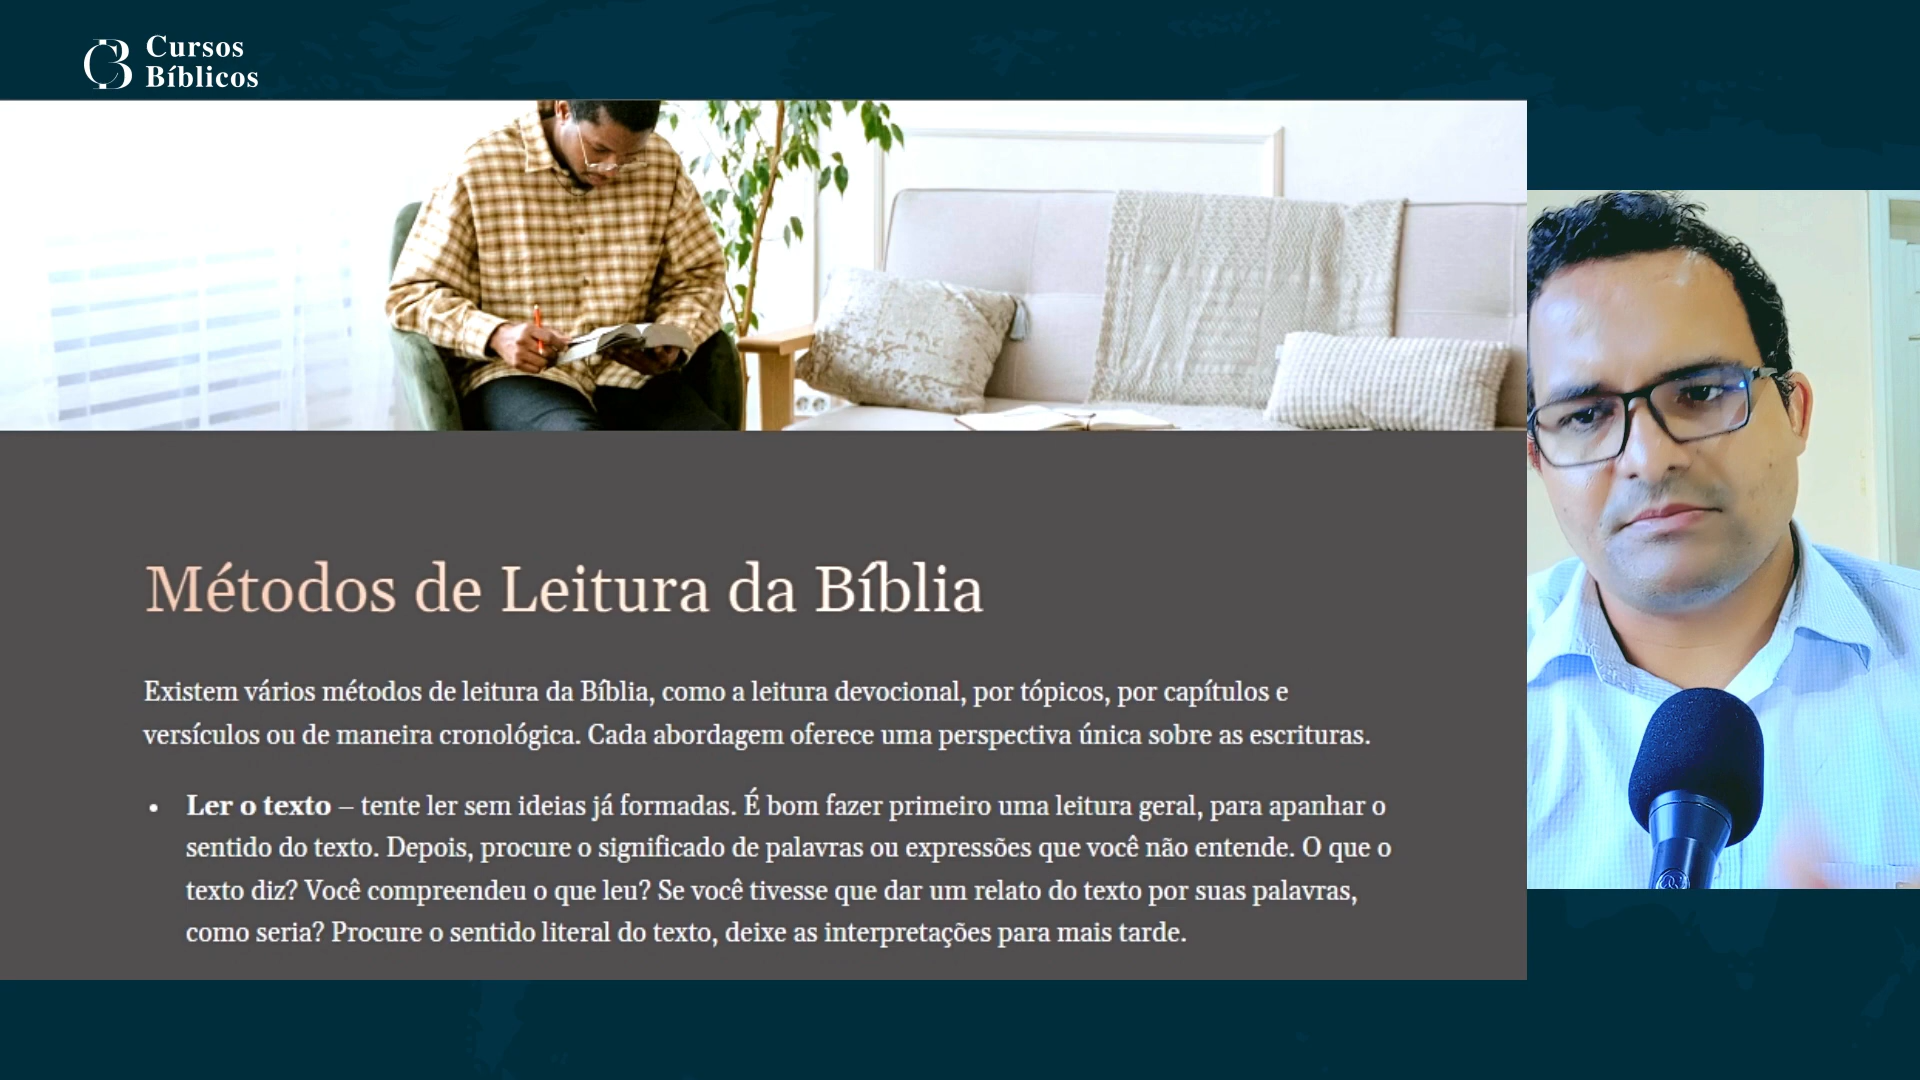 Cursos
Bíblicos
Métodos de Leitura da Bíblia
Existem vários métodos de leitura da Bíblia, como a leitura devocional, por tópicos, por capítulos e
versículos ou de maneira cronológica. Cada abordagem oferece uma perspectiva única sobre as escrituras.
• Ler o texto – tente ler sem ideias já formadas. É bom fazer primeiro uma leitura geral, para apanhar o
sentido do texto. Depois, procure o significado de palavras ou expressões que você não entende. O que o
texto diz? Você compreendeu o que leu? Se você tivesse que dar um relato do texto por suas palavras,
como seria? Procure o sentido literal do texto, deixe as interpretações para mais tarde.